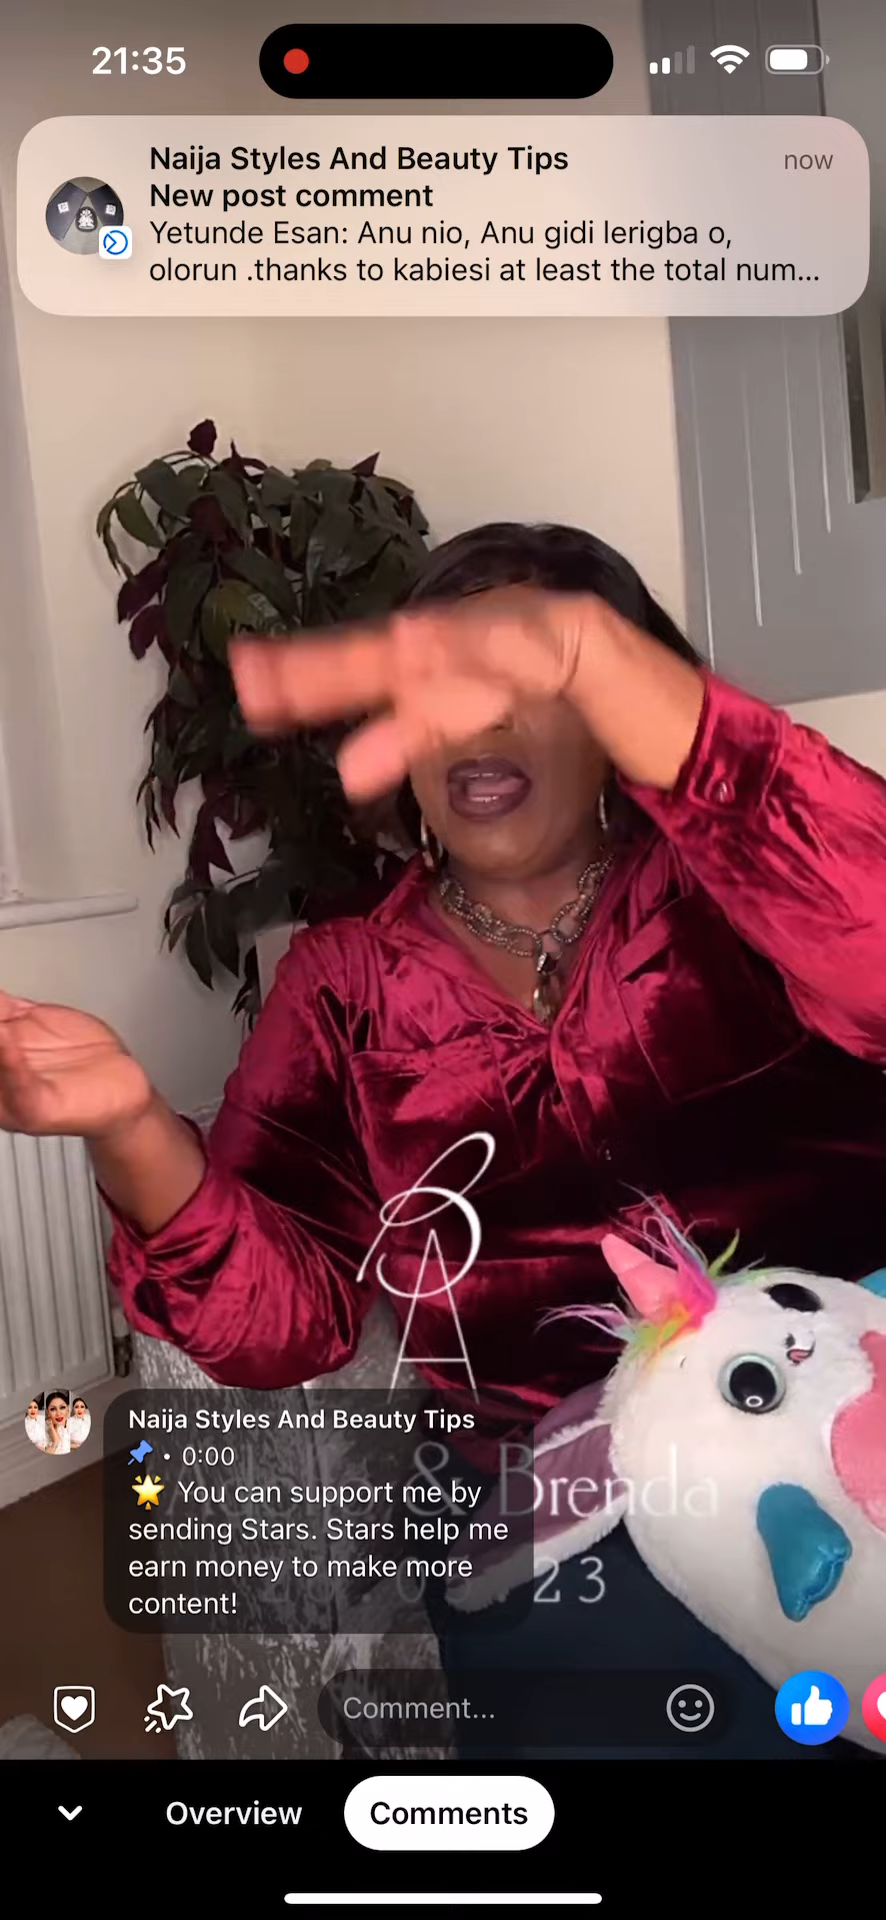 21:35
Naija Styles And Beauty Tips
now
New post comment
Yetunde Esan: Anu nio, Anu gidi lerigba o,
olorun .thanks to kabiesi at least the total num...
B
A
Naija Styles And Beauty Tips
• 0:00
🌟 You can support me by
sending Stars. Stars help me
earn money to make more
content!
& Brenda
23
Comment...
Overview
Comments